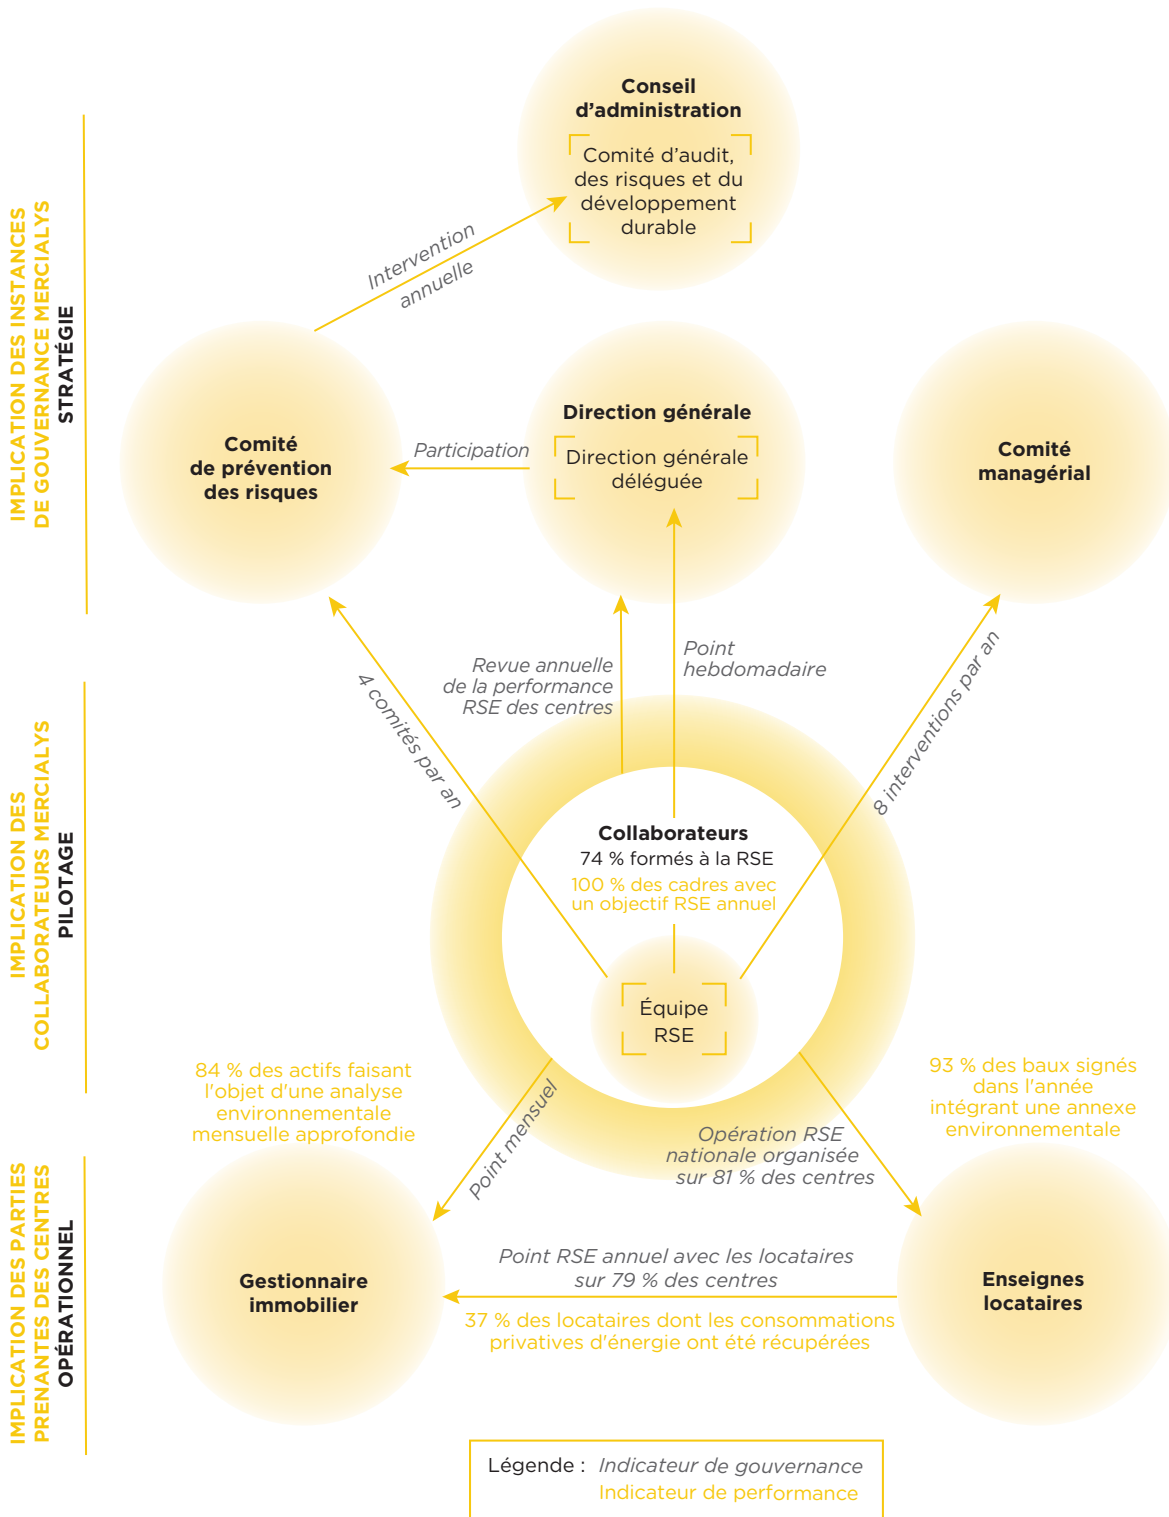 IMPLICATION DES INSTANCES
DE GOUVERNANCE MERCIALYS
STRATÉGIE
Conseil
d'administration
Comité d'audit,
des risques et du
développement
durable
Intervention
annuelle
Comité
de prévention
des risques
Participation
Direction générale
Direction générale
déléguée
Comité
managérial
IMPLICATION DES
COLLABORATEURS MERCIALYS
PILOTAGE
4 comités par an
Revue annuelle
de la performance
RSE des centres
Point
hebdomadaire
8 interventions par an
Collaborateurs
74 % formés à la RSE
100 % des cadres avec
un objectif RSE annuel
Équipe
RSE
84 % des actifs faisant
l'objet d'une analyse
environnementale
mensuelle approfondie
Point mensuel
Opération RSE
nationale organisée
sur 81 % des centres
93 % des baux signés
dans l'année
intégrant une annexe
environnementale
IMPLICATION DES PARTIES
PRENANTES DES CENTRES
OPÉRATIONNEL
Gestionnaire
immobilier
Point RSE annuel avec les locataires
sur 79 % des centres
37 % des locataires dont les consommations
privatives d'énergie ont été récupérées
Enseignes
locataires
Légende : Indicateur de gouvernance
Indicateur de performance